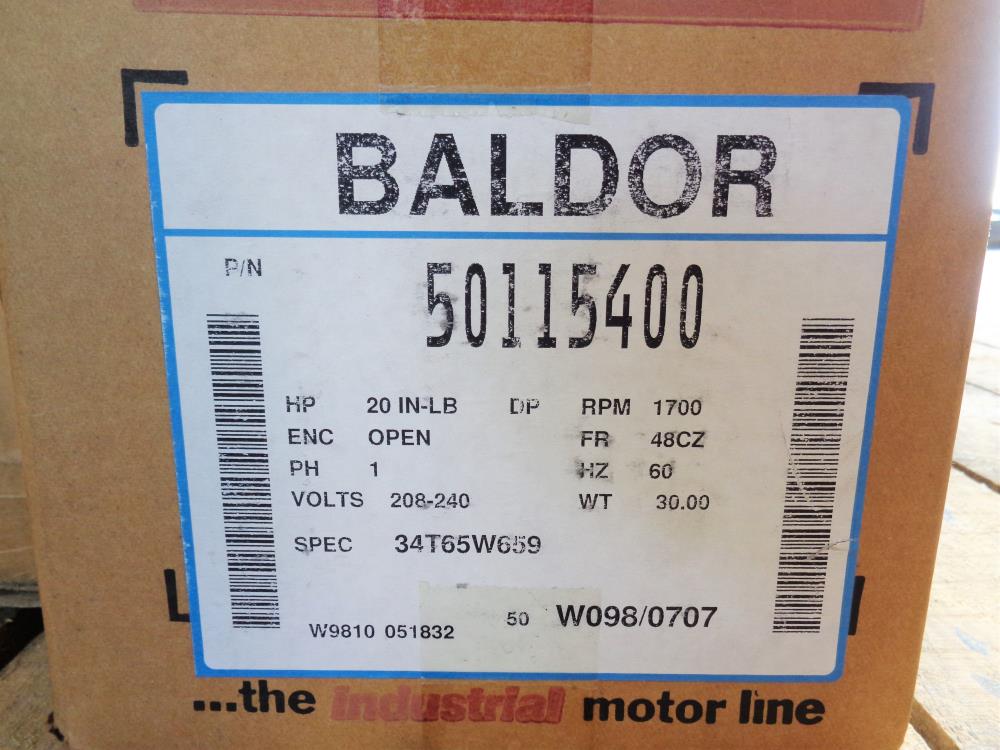 BALDOR
P/N 50115400
HP 20 IN-LB DP RPM 1700
ENC OPEN FR 48CZ
PH 1 HZ 60
VOLTS 208-240 WT 30.00
SPEC 34T65W659
W9810 051832 50 W098/0707
...the industrial motor line